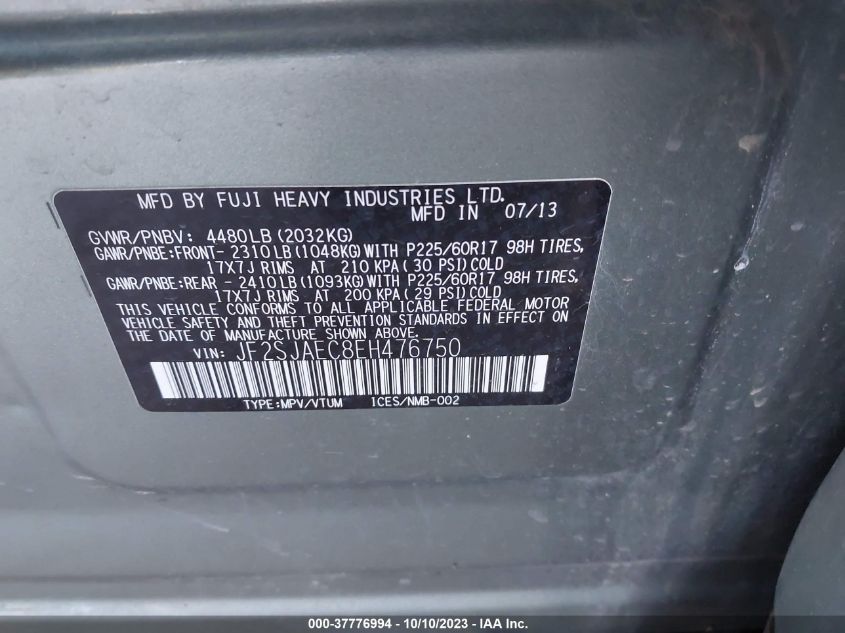 MFD BY FUJI HEAVY INDUSTRIES LTD.
MFD IN 07/13
GVWR/PNBV: 4480LB(2032KG)
GAWR/PNBE:FRONT- 2310LB(1048KG)WITH P225/60R17 98H TIRES,
17X7J RIMS AT 210 KPA(30 PSI)COLD
GAWR/PNBE:REAR - 2410LB(1093KG)WITH P225/60R17 98H TIRES,
17X7J RIMS AT 200 KPA(29 PSI)COLD
THIS VEHICLE CONFORMS TO ALL APPLICABLE FEDERAL MOTOR
VEHICLE SAFETY AND THEFT PREVENTION STANDARDS IN EFFECT ON
THE DATE OF MANUFACTURE SHOWN ABOVE.
VIN: JF2SJAEC8EH476750
TYPE:MPV/VTUM ICES/NMB-002
000-37776994 - 10/10/2023 - IAA Inc.